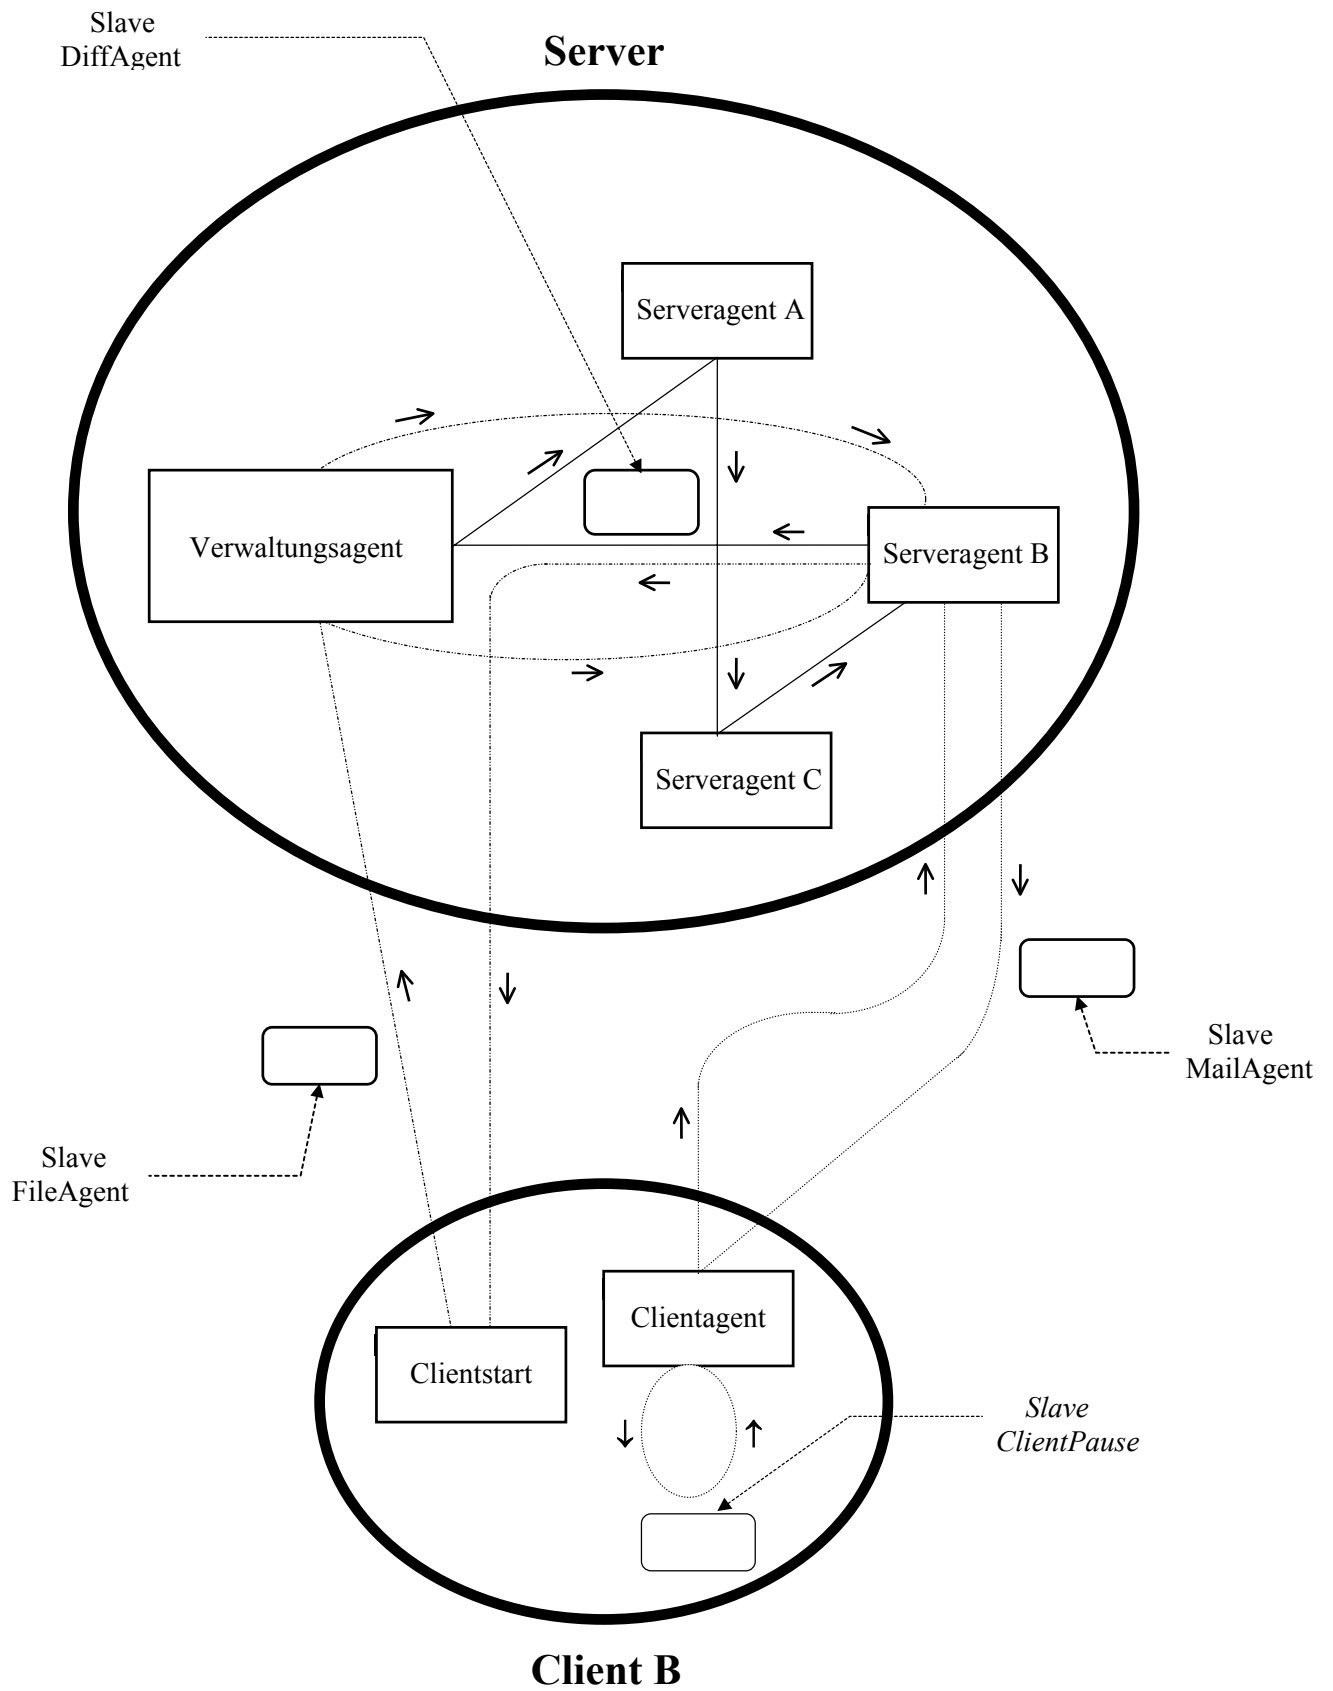 Slave
DiffAgent
Server
Serveragent A
Verwaltungsagent
Serveragent B
Serveragent C
Slave
MailAgent
Slave
FileAgent
Clientagent
Clientstart
Slave
ClientPause
Client B